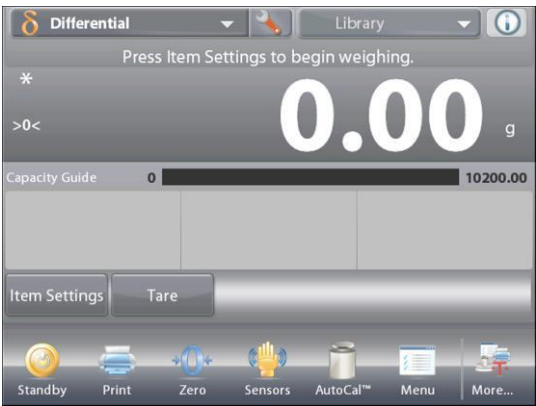 δ Differential Library i
Press Item Settings to begin weighing.
*
>0< 0.00 g
Capacity Guide 0 10200.00
Item Settings Tare
Standby Print Zero Sensors AutoCal™ Menu More...